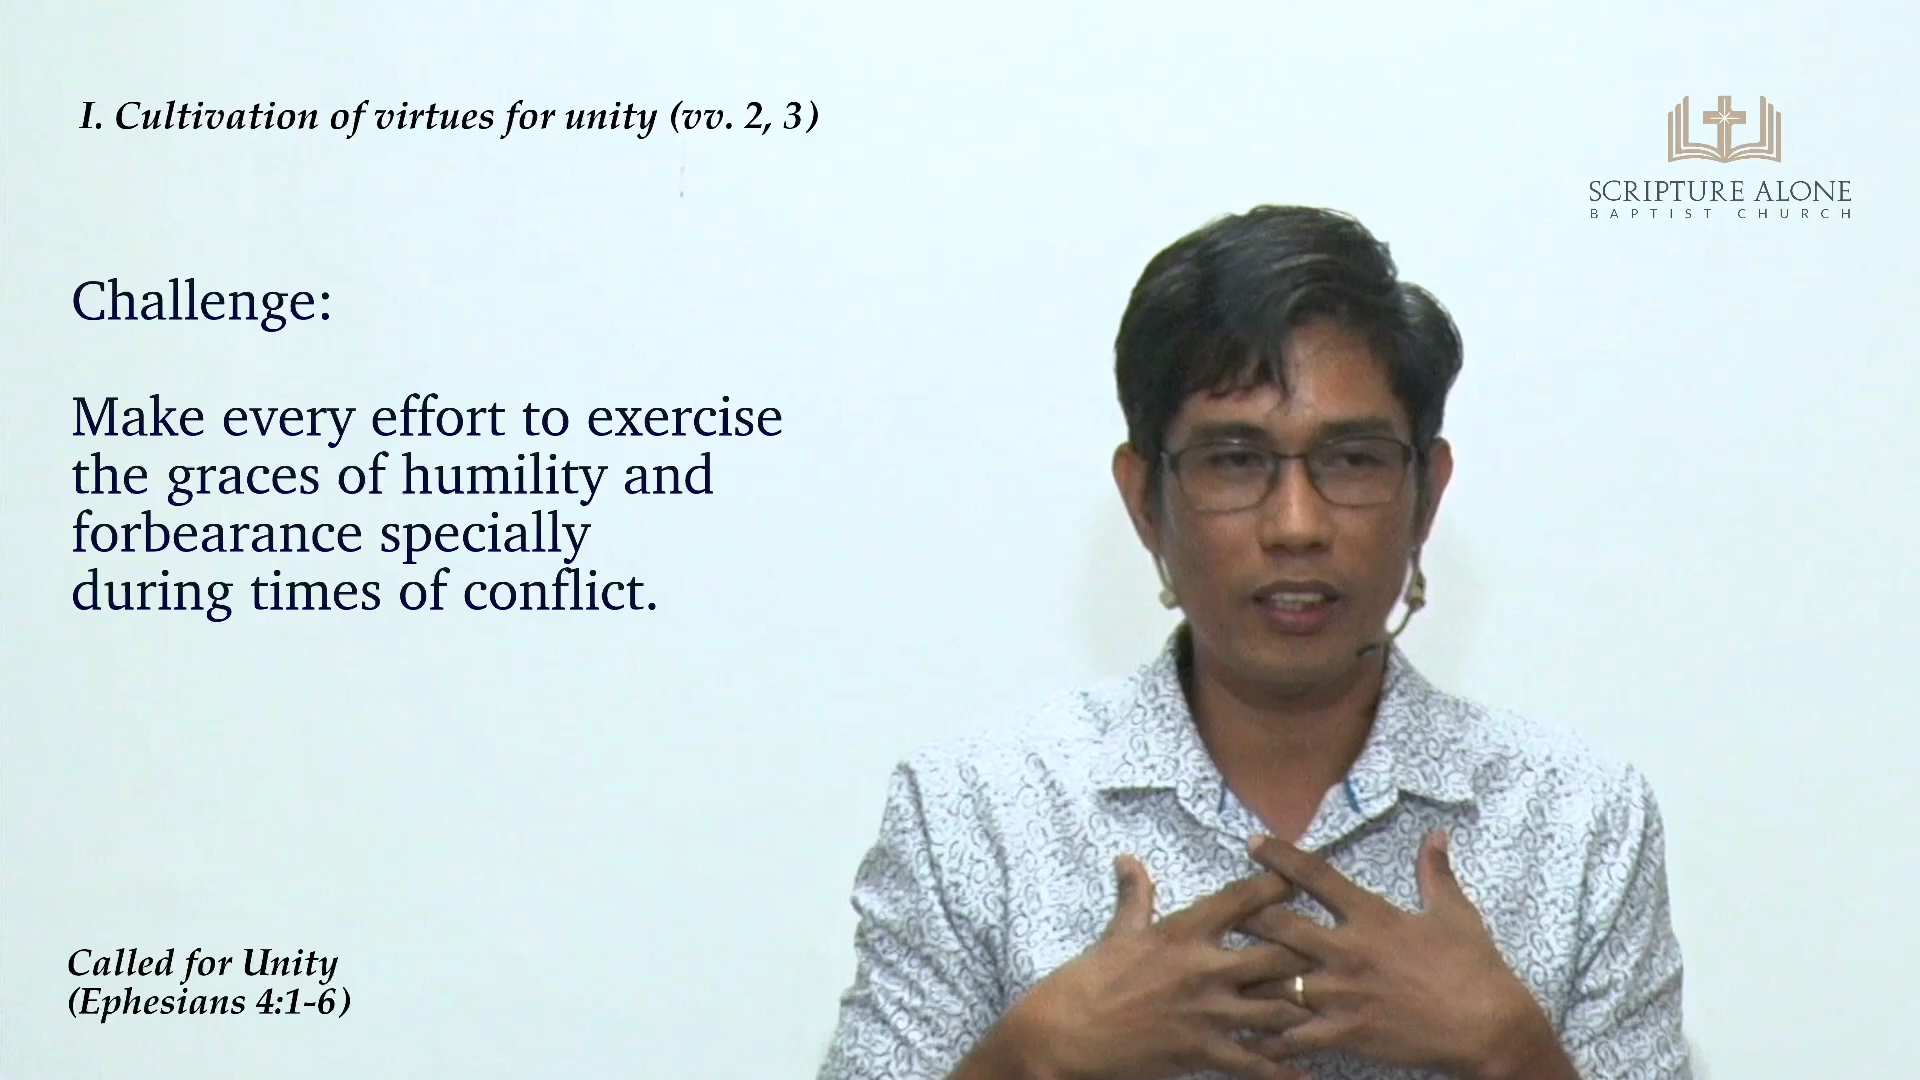 I. Cultivation of virtues for unity (vv. 2, 3)
SCRIPTURE ALONE
BAPTIST CHURCH
Challenge:
Make every effort to exercise
the graces of humility and
forbearance specially
during times of conflict.
Called for Unity
(Ephesians 4:1-6)